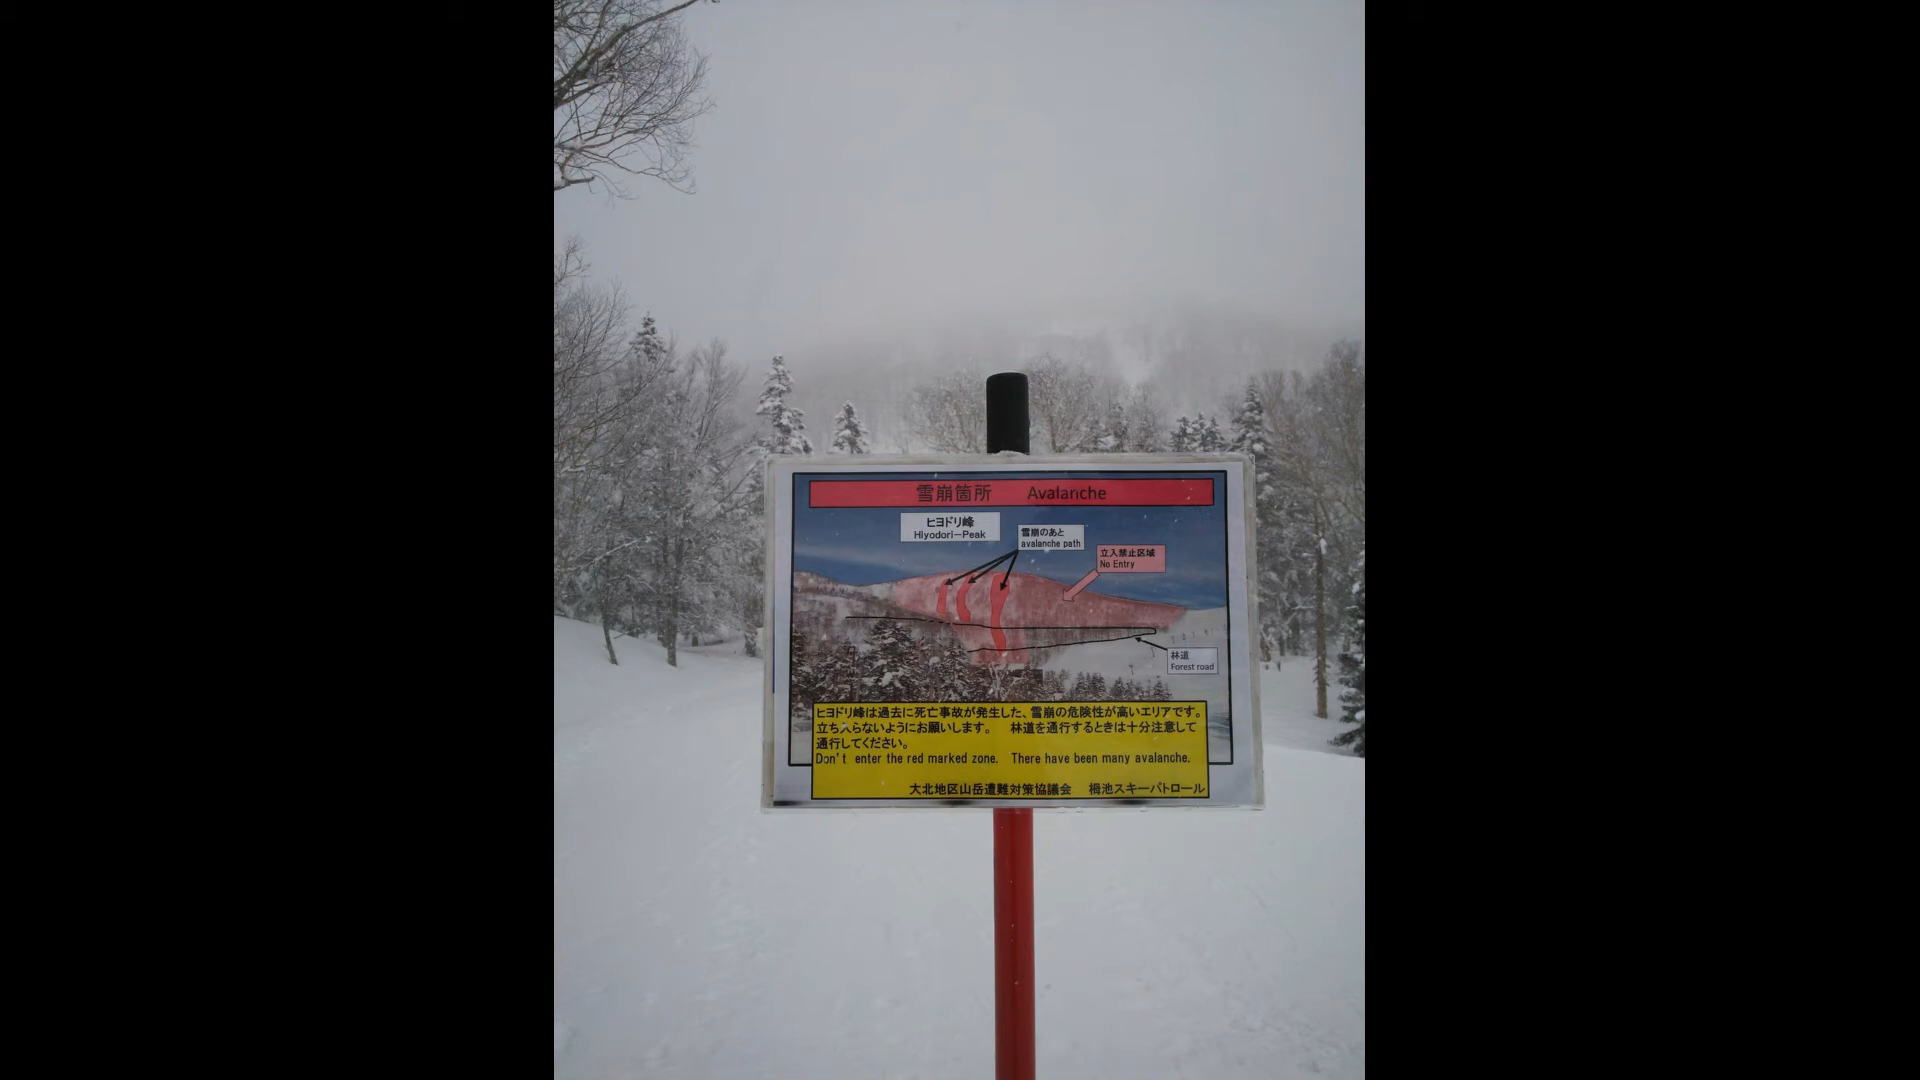 雪崩箇所 Avalanche
ヒヨドリ峰
Hiyodori-Peak
雪崩のあと
avalanche path
立入禁止区域
No Entry
林道
Forest road
ヒヨドリ峰は過去に死亡事故が発生した、雪崩の危険性が高いエリアです。
立ち入らないようにお願いします。 林道を通行するときは十分注意して
通行してください。
Don't enter the red marked zone. There have been many avalanche.
大北地区山岳遭難対策協議会 栂池スキーパトロール